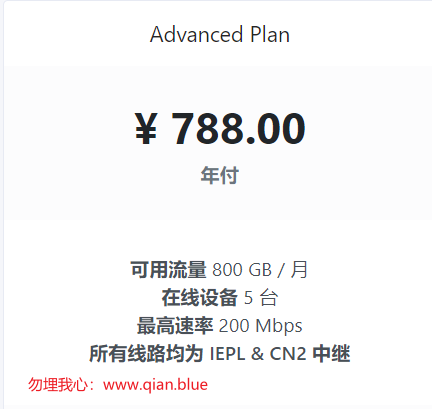 Advanced Plan
¥ 788.00
年付
可用流量 800 GB / 月
在线设备 5 台
最高速率 200 Mbps
所有线路均为 IEPL & CN2 中继
勿埋我心：www.qian.blue